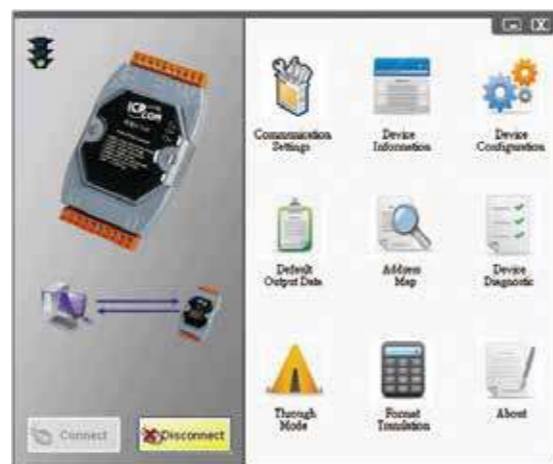 ICP
CON
Communication
Settings
Device
Information
Device
Configuration
Default
Output Data
Address
Map
Device
Diagnostic
Through
Mode
Format
Translation
About
Connect
Disconnect